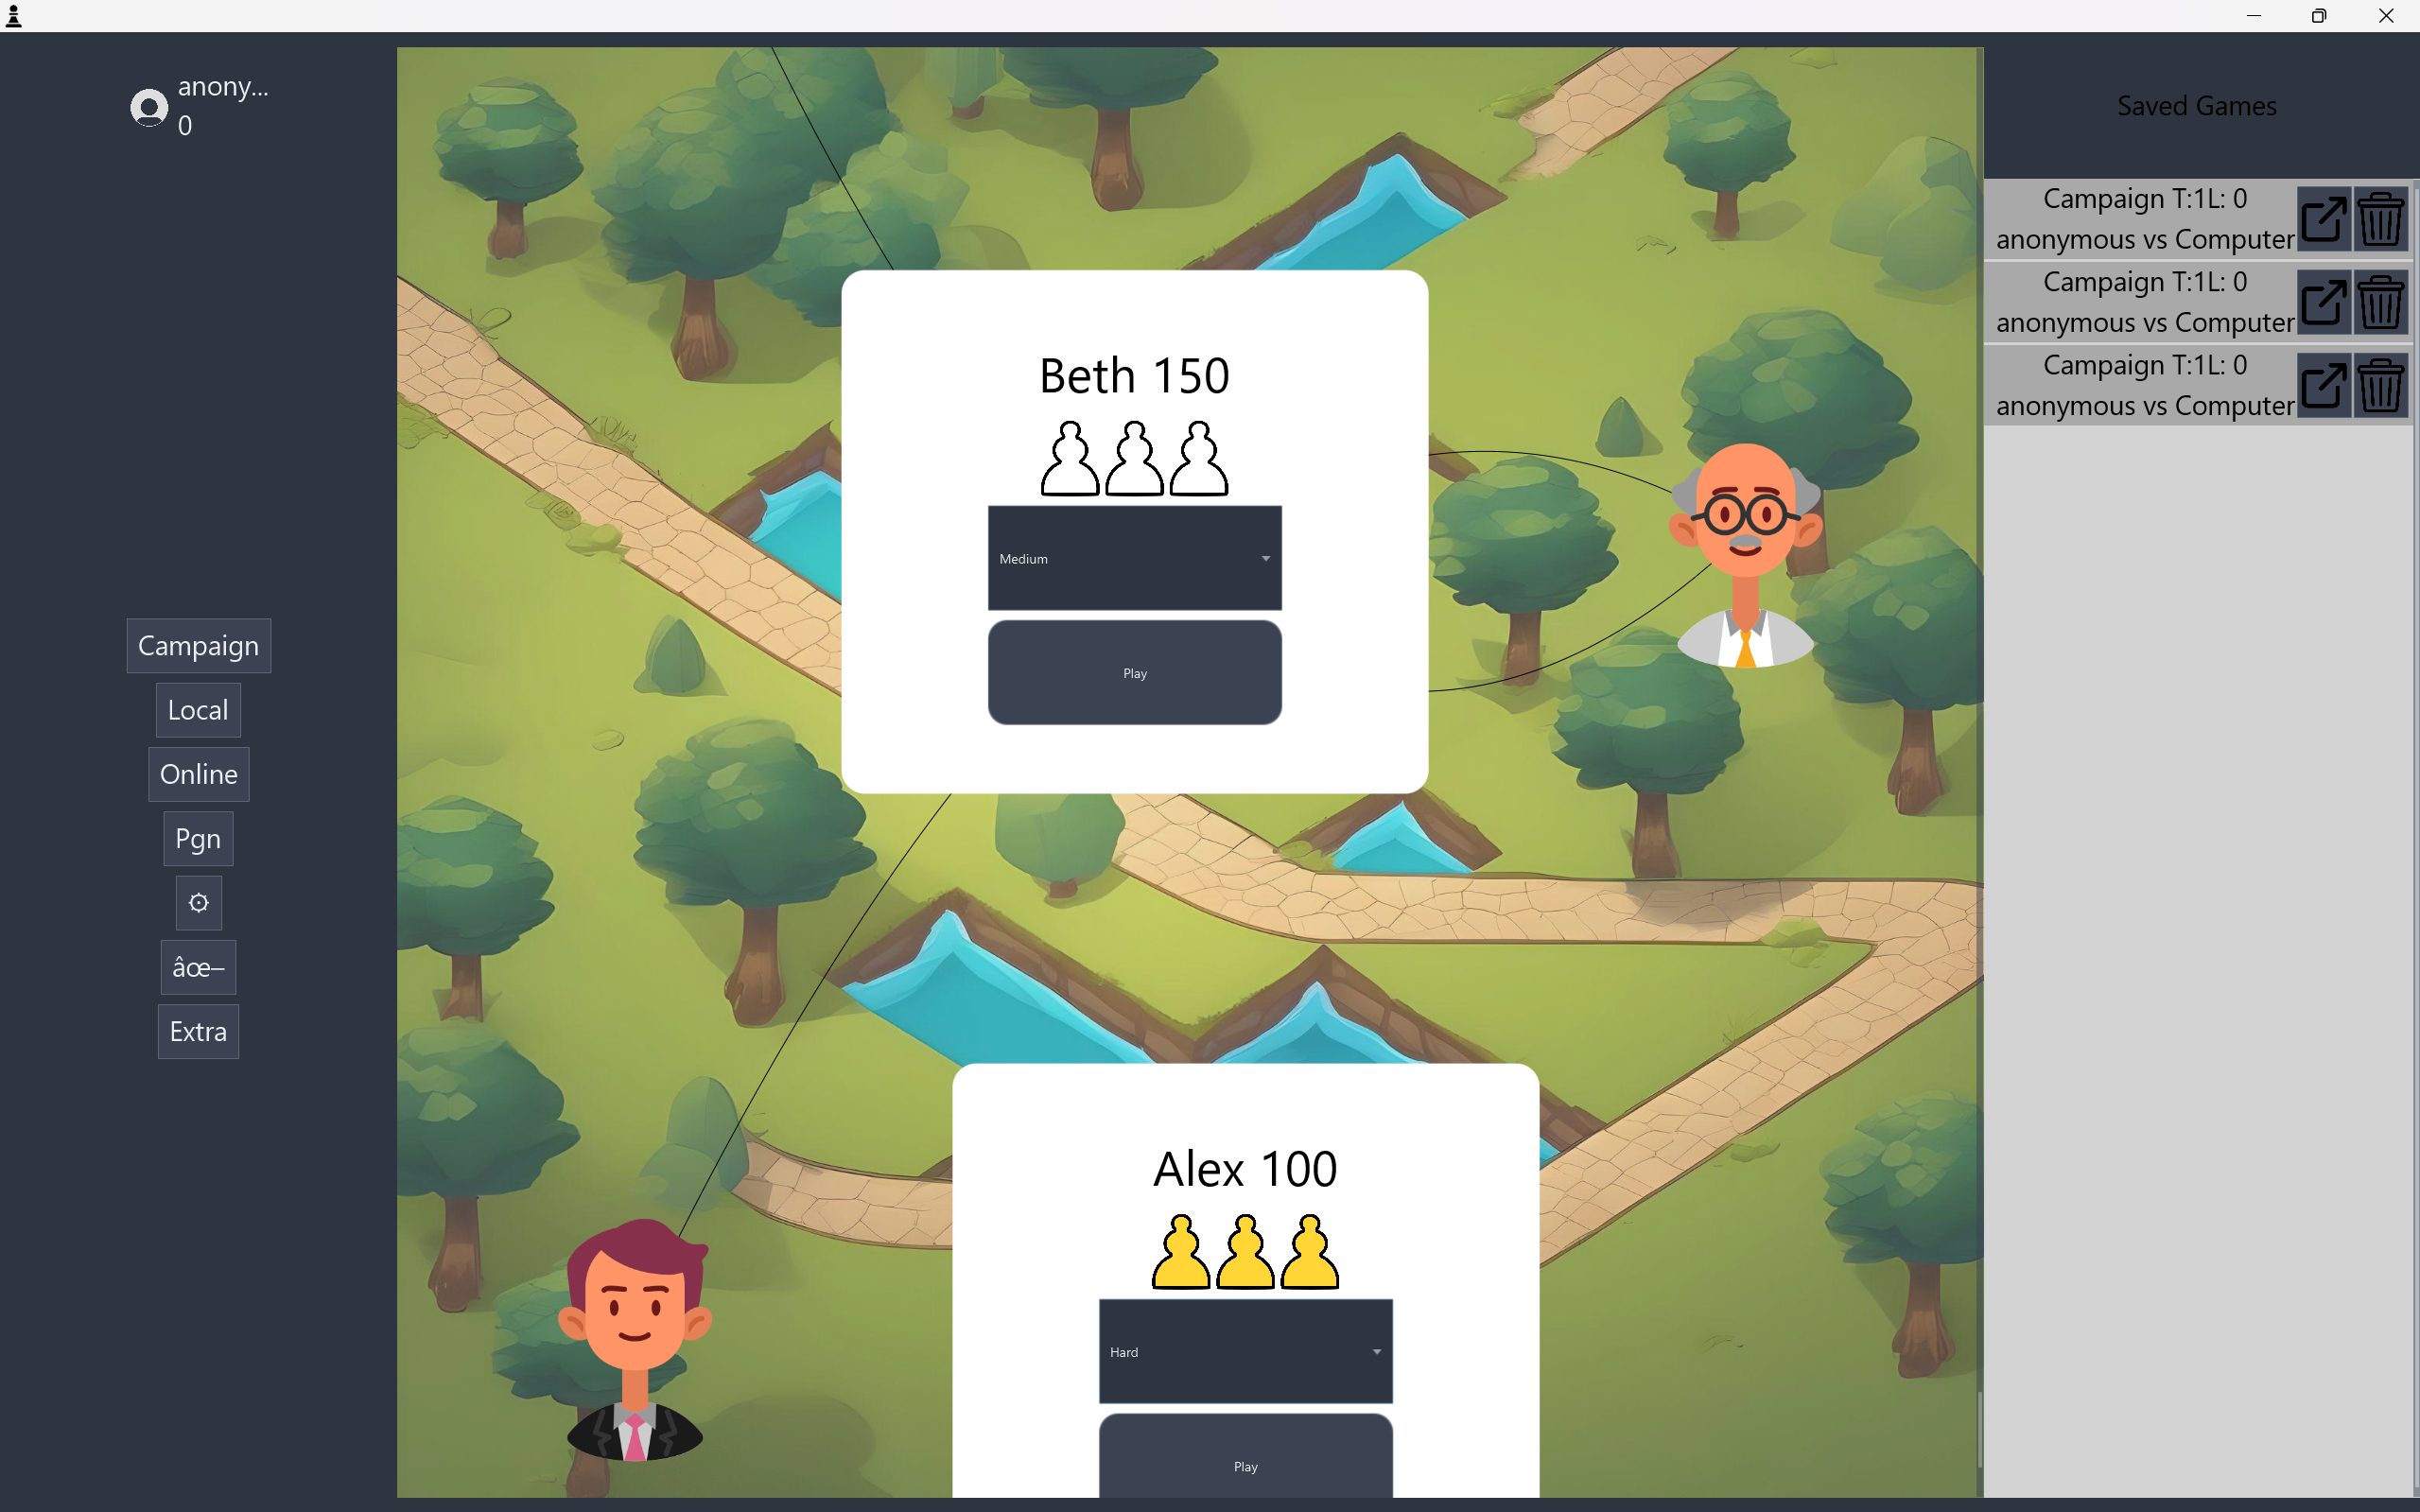 anony...
0
Campaign
Local
Online
Pgn
âœ–
Extra
Beth 150
Medium
Play
Alex 100
Hard
Play
Saved Games
Campaign T:1L: 0
anonymous vs Computer
Campaign T:1L: 0
anonymous vs Computer
Campaign T:1L: 0
anonymous vs Computer